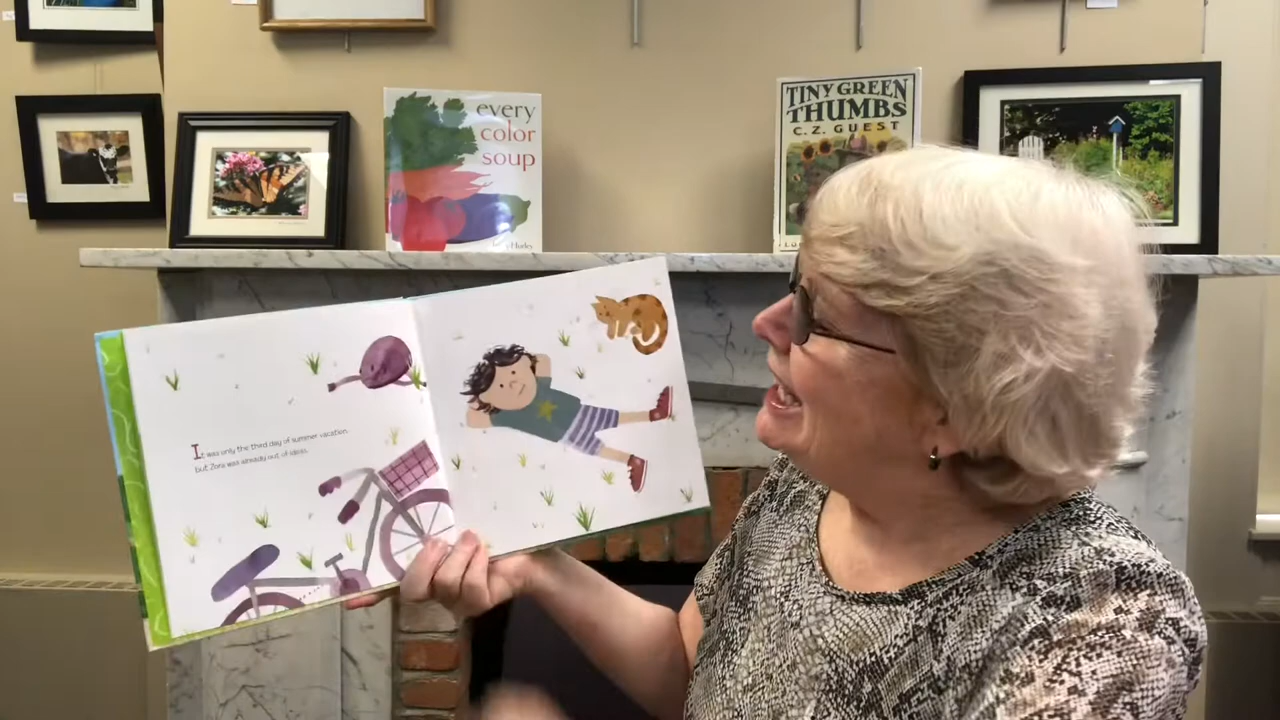 every
color
soup
TINY GREEN
THUMBS
C. Z. GUEST
It was only the third day of summer vacation,
but Zora was already out of ideas.